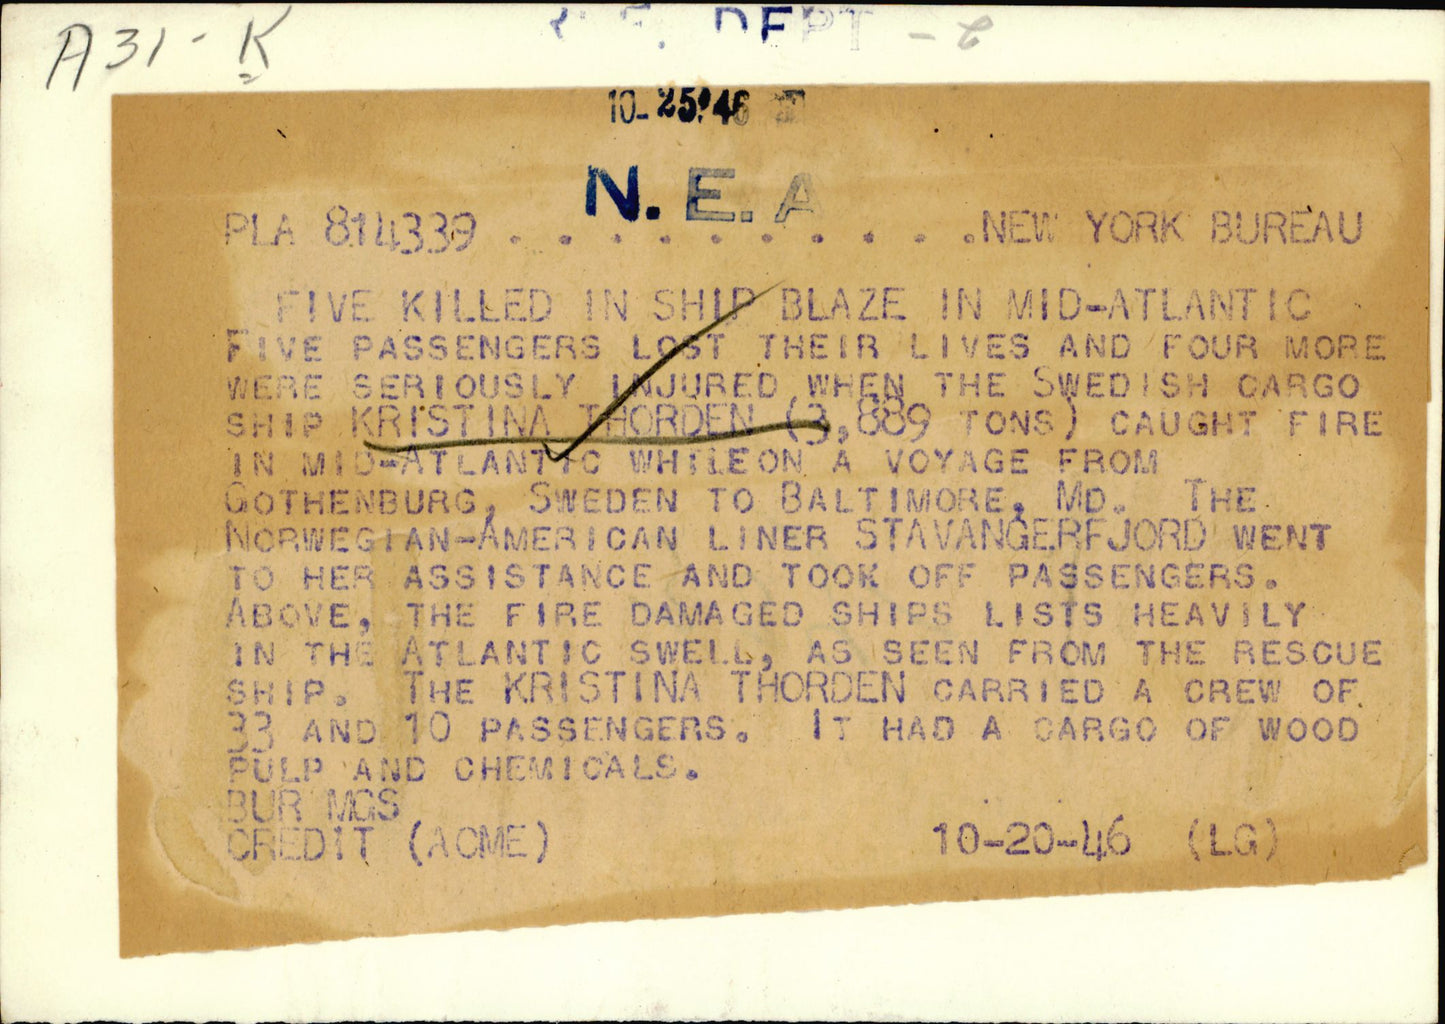 A31-K
DEPT
10-25'46
N.E.A
PLA 814339 . . . . . . . . . . NEW YORK BUREAU
FIVE KILLED IN SHIP BLAZE IN MID-ATLANTIC
FIVE PASSENGERS LOST THEIR LIVES AND FOUR MORE
WERE SERIOUSLY INJURED WHEN THE SWEDISH CARGO
SHIP KRISTINA THORDEN (3,889 TONS) CAUGHT FIRE
IN MID-ATLANTIC WHILEON A VOYAGE FROM
GOTHENBURG, SWEDEN TO BALTIMORE, MD. THE
NORWEGIAN-AMERICAN LINER STAVANGERFJORD WENT
TO HER ASSISTANCE AND TOOK OFF PASSENGERS.
ABOVE, THE FIRE DAMAGED SHIPS LISTS HEAVILY
IN THE ATLANTIC SWELL, AS SEEN FROM THE RESCUE
SHIP. THE KRISTINA THORDEN CARRIED A CREW OF
33 AND 10 PASSENGERS. IT HAD A CARGO OF WOOD
PULP AND CHEMICALS.
BUR MGS
CREDIT (ACME) 10-20-46 (LG)